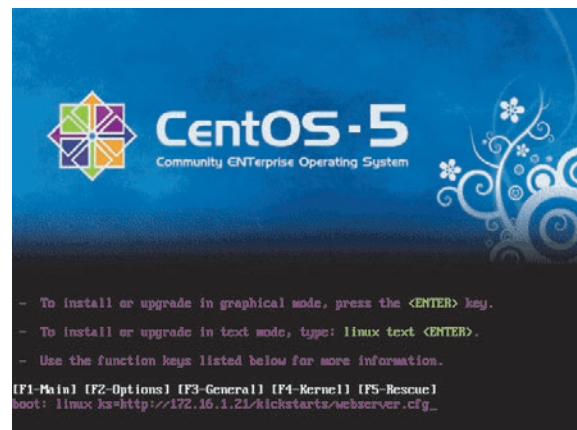 CentOS-5
Community ENTerprise Operating System
- To install or upgrade in graphical mode, press the <ENTER> key.
- To install or upgrade in text mode, type: linux text <ENTER>.
- Use the function keys listed below for more information.
[F1-Main] [F2-Options] [F3-General] [F4-Kernel] [F5-Rescue]
boot: linux ks=http://172.16.1.21/kickstarts/webserver.cfg_